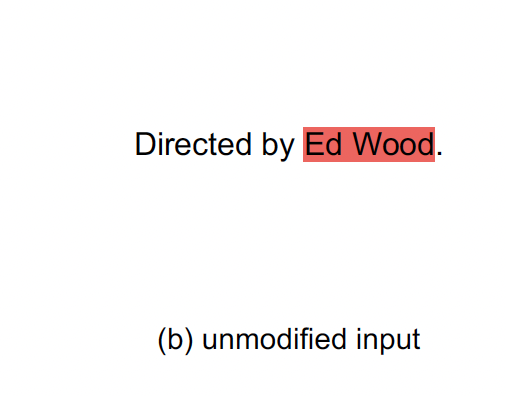 Directed by Ed Wood.
(b) unmodified input